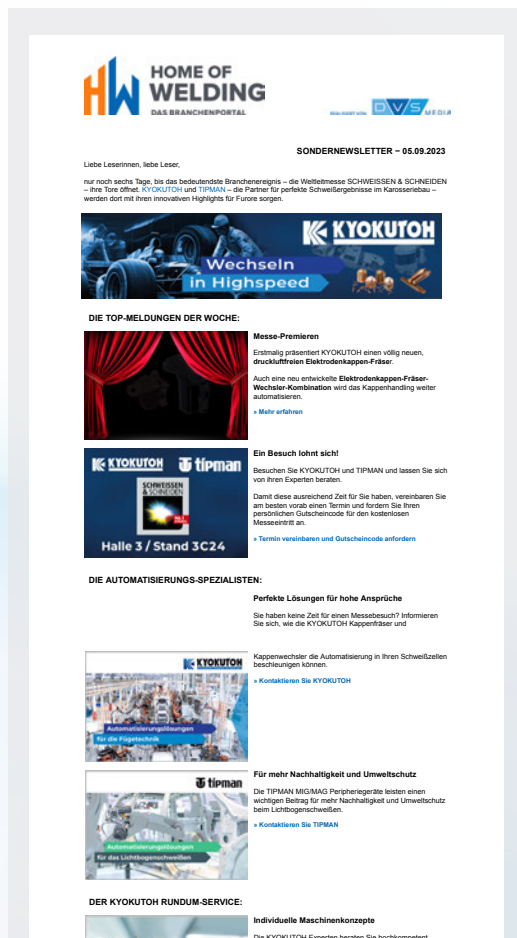 HOME OF
WELDING
DAS BRANCHENPORTAL
REALISIERT VON DVS MEDIA
SONDERNEWSLETTER – 05.09.2023
Liebe Leserinnen, liebe Leser,
nur noch sechs Tage, bis das bedeutendste Branchenereignis – die Weltleitmesse SCHWEISSEN & SCHNEIDEN
– ihre Tore öffnet. KYOKUTOH und TIPMAN – die Partner für perfekte Schweißergebnisse im Karosseriebau –
werden dort mit ihren innovativen Highlights für Furore sorgen.
KYOKUTOH
Wechseln
in Highspeed
DIE TOP-MELDUNGEN DER WOCHE:
Messe-Premieren
Erstmalig präsentiert KYOKUTOH einen völlig neuen,
druckluftfreien Elektrodenkappen-Fräser.
Auch eine neu entwickelte Elektrodenkappen-Fräser-
Wechsler-Kombination wird das Kappenhandling weiter
automatisieren.
» Mehr erfahren
KYOKUTOH tipman
SCHWEISSEN
& SCHNEIDEN
Halle 3 / Stand 3C24
Ein Besuch lohnt sich!
Besuchen Sie KYOKUTOH und TIPMAN und lassen Sie sich
von ihren Experten beraten.
Damit diese ausreichend Zeit für Sie haben, vereinbaren Sie
am besten vorab einen Termin und fordern Sie Ihren
persönlichen Gutscheincode für den kostenlosen
Messeeintritt an.
» Termin vereinbaren und Gutscheincode anfordern
DIE AUTOMATISIERUNGS-SPEZIALISTEN:
Perfekte Lösungen für hohe Ansprüche
Sie haben keine Zeit für einen Messebesuch? Informieren
Sie sich, wie die KYOKUTOH Kappenfräser und
Kappenwechsler die Automatisierung in Ihren Schweißzellen
beschleunigen können.
» Kontaktieren Sie KYOKUTOH
KYOKUTOH
Automatisierungslösungen
für die Fügetechnik
Für mehr Nachhaltigkeit und Umweltschutz
Die TIPMAN MIG/MAG Peripheriegeräte leisten einen
wichtigen Beitrag für mehr Nachhaltigkeit und Umweltschutz
beim Lichtbogenschweißen.
» Kontaktieren Sie TIPMAN
tipman
Automatisierungslösungen
für das Lichtbogenschweißen
DER KYOKUTOH RUNDUM-SERVICE:
Individuelle Maschinenkonzepte
Die KYOKUTOH Experten beraten Sie hochkompetent